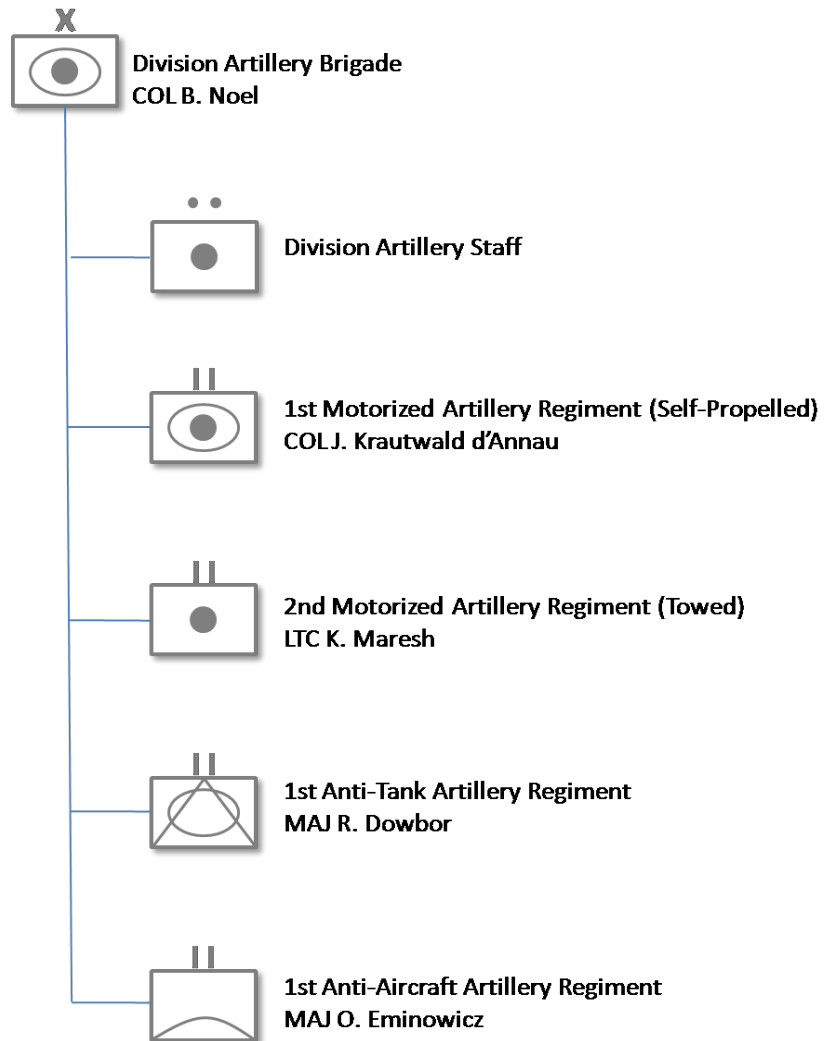 X
Division Artillery Brigade
COL B. Noel
Division Artillery Staff
1st Motorized Artillery Regiment (Self-Propelled)
COL J. Krautwald d’Annau
2nd Motorized Artillery Regiment (Towed)
LTC K. Maresh
1st Anti-Tank Artillery Regiment
MAJ R. Dowbor
1st Anti-Aircraft Artillery Regiment
MAJ O. Eminowicz